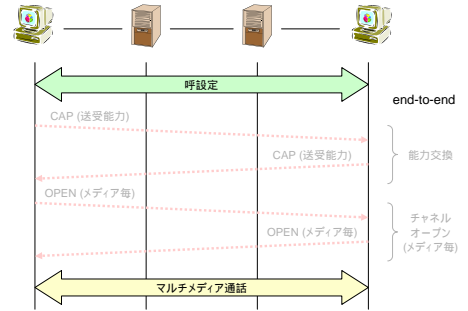 呼設定
end-to-end
CAP (送受能力)
CAP (送受能力)
能力交換
OPEN (メディア毎)
チャネル
オープン
(メディア毎)
OPEN (メディア毎)
マルチメディア通話